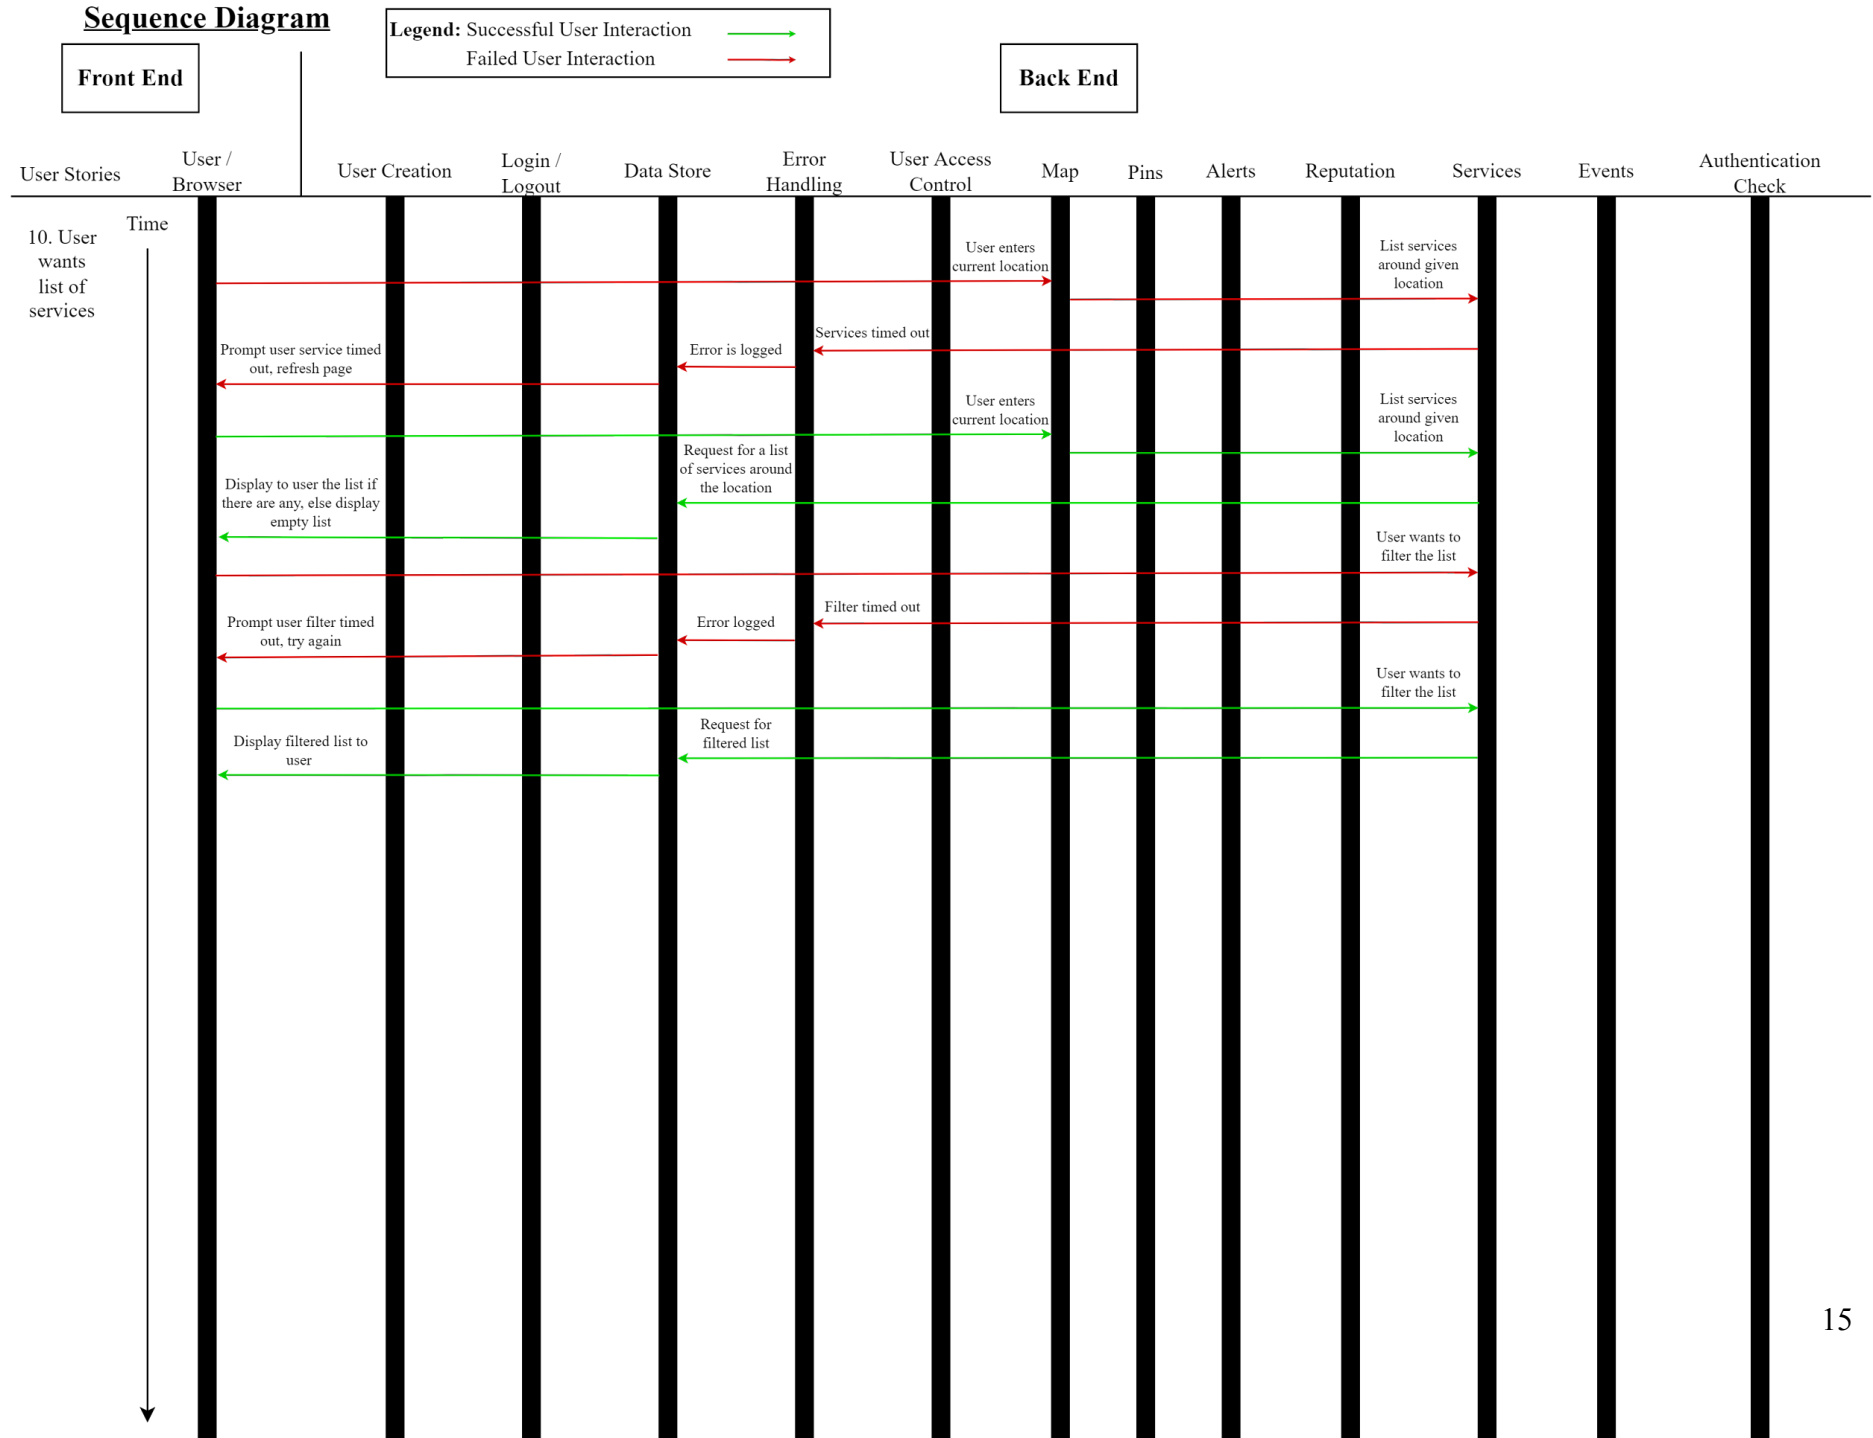 Sequence Diagram
Legend: Successful User Interaction
Failed User Interaction
Front End
Back End
User Stories
User /
Browser
User Creation
Login /
Logout
Data Store
Error
Handling
User Access
Control
Map
Pins
Alerts
Reputation
Services
Events
Authentication
Check
Time
10. User
wants
list of
services
User enters
current location
List services
around given
location
Services timed out
Error is logged
Prompt user service timed
out, refresh page
User enters
current location
List services
around given
location
Request for a list
of services around
the location
Display to user the list if
there are any, else display
empty list
User wants to
filter the list
Filter timed out
Error logged
Prompt user filter timed
out, try again
User wants to
filter the list
Request for
filtered list
Display filtered list to
user
15